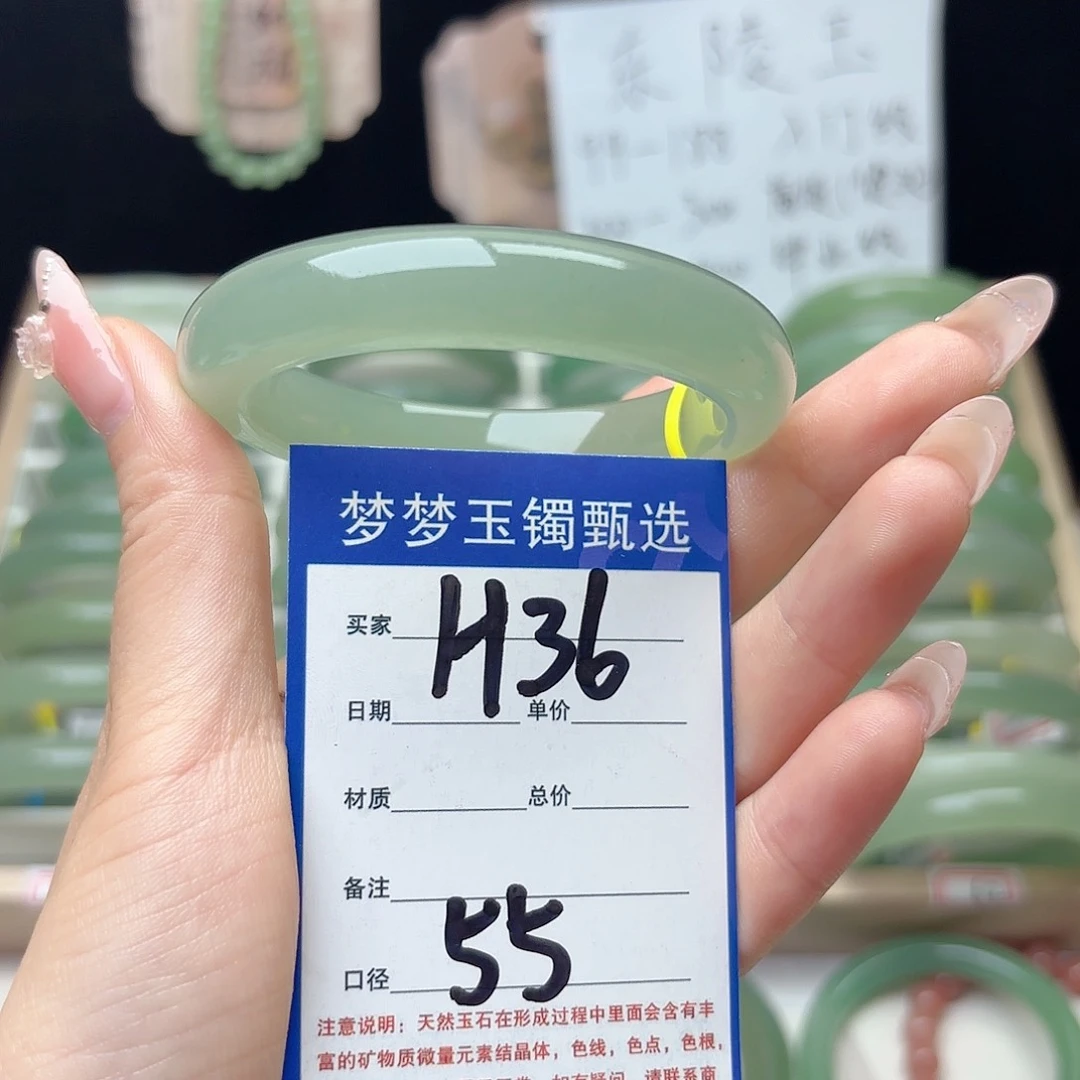 玉
梦梦玉镯甄选
买家 H36
日期 单价
材质 总价
备注
口径 55
注意说明：天然玉石在形成过程中里面会含有丰
富的矿物质微量元素结晶体，色线，色点，色根，